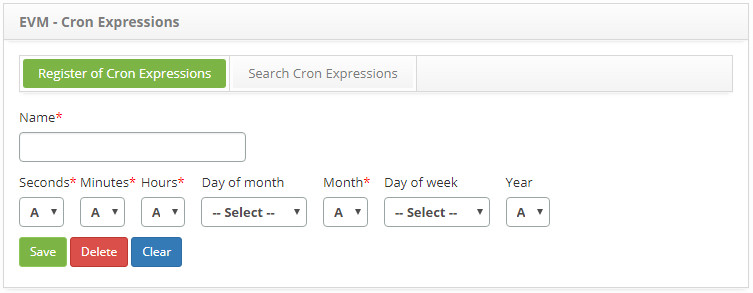 EVM - Cron Expressions
Register of Cron Expressions Search Cron Expressions
Name*
Seconds* Minutes* Hours* Day of month Month* Day of week Year
A A A -- Select -- A -- Select -- A
Save Delete Clear